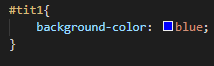 #tit1{
    background-color: blue;
}